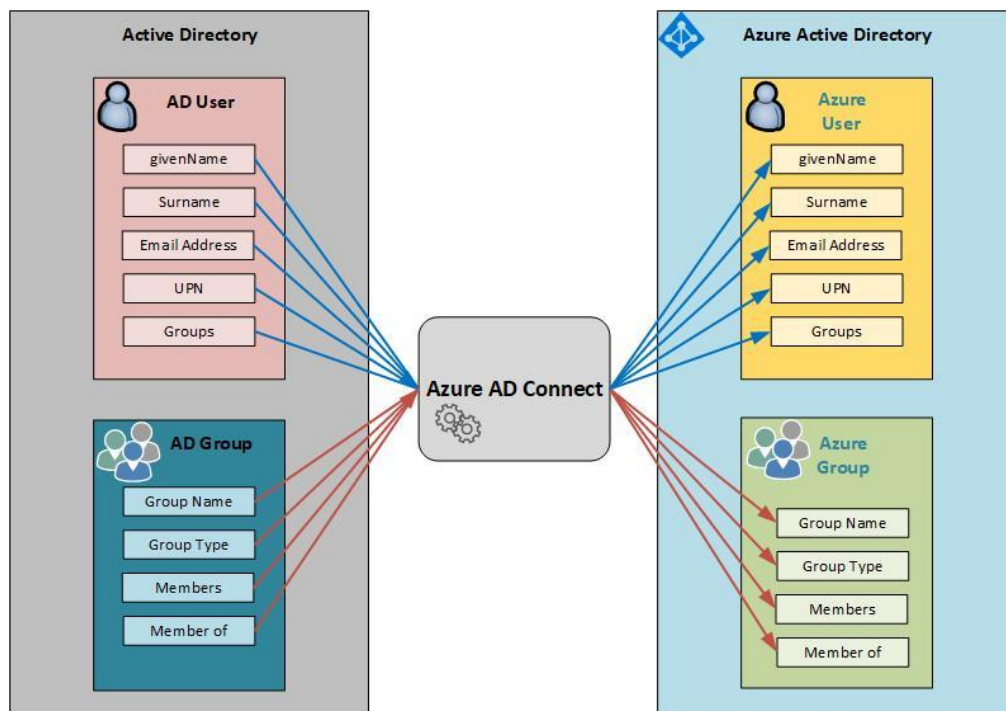 Active Directory
AD User
givenName
Surname
Email Address
UPN
Groups
AD Group
Group Name
Group Type
Members
Member of
Azure AD Connect
Azure Active Directory
Azure
User
givenName
Surname
Email Address
UPN
Groups
Azure
Group
Group Name
Group Type
Members
Member of